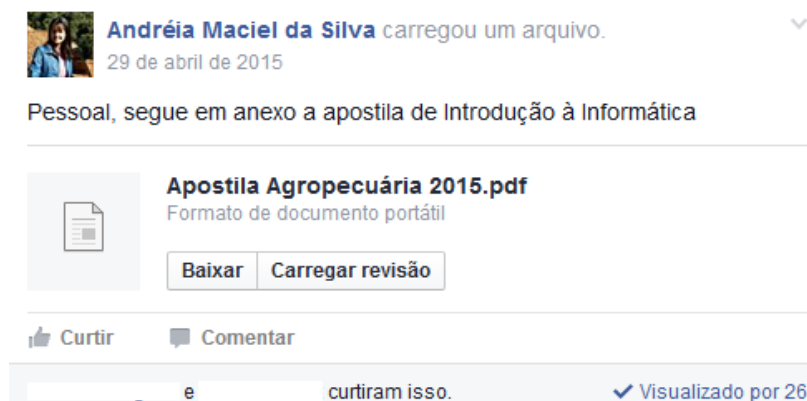 Andréia Maciel da Silva carregou um arquivo.
29 de abril de 2015
Pessoal, segue em anexo a apostila de Introdução à Informática
Apostila Agropecuária 2015.pdf
Formato de documento portátil
Baixar Carregar revisão
Curtir Comentar
e curtiram isso. Visualizado por 26